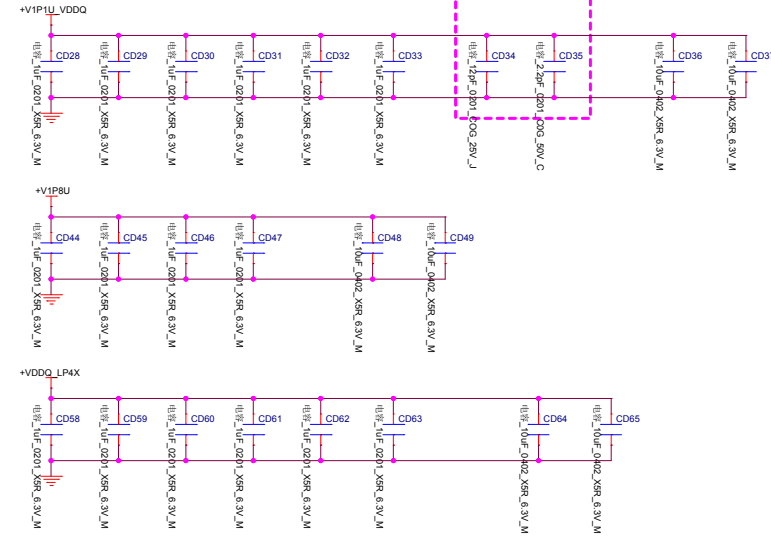 +V1P1U_VDDQ
CD28
CD29
CD30
CD31
CD32
CD33
CD34
CD35
CD36
CD37
电容_1uF_0201_X5R_6.3V_M
电容_1uF_0201_X5R_6.3V_M
电容_1uF_0201_X5R_6.3V_M
电容_1uF_0201_X5R_6.3V_M
电容_1uF_0201_X5R_6.3V_M
电容_1uF_0201_X5R_6.3V_M
电容_12pF_0201_COG_25V_J
电容_2.2pF_0201_C0G_50V_C
电容_10uF_0402_X5R_6.3V_M
电容_10uF_0402_X5R_6.3V_M
+V1P8U
CD44
CD45
CD46
CD47
CD48
CD49
电容_1uF_0201_X5R_6.3V_M
电容_1uF_0201_X5R_6.3V_M
电容_1uF_0201_X5R_6.3V_M
电容_1uF_0201_X5R_6.3V_M
电容_10uF_0402_X5R_6.3V_M
电容_10uF_0402_X5R_6.3V_M
+VDDQ_LP4X
CD58
CD59
CD60
CD61
CD62
CD63
CD64
CD65
电容_1uF_0201_X5R_6.3V_M
电容_1uF_0201_X5R_6.3V_M
电容_1uF_0201_X5R_6.3V_M
电容_1uF_0201_X5R_6.3V_M
电容_1uF_0201_X5R_6.3V_M
电容_1uF_0201_X5R_6.3V_M
电容_10uF_0402_X5R_6.3V_M
电容_10uF_0402_X5R_6.3V_M